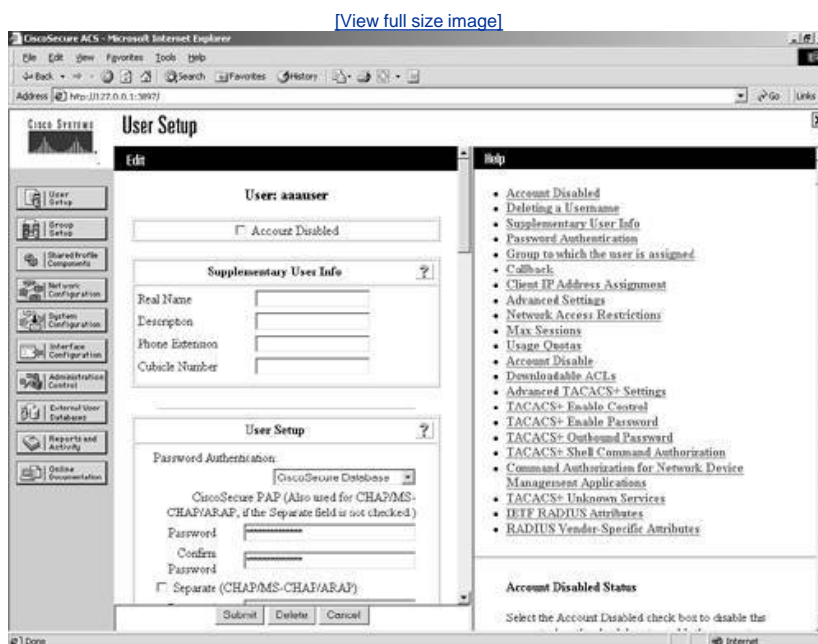 [View full size image]
CiscoSecure ACS - Microsoft Internet Explorer
File Edit View Favorites Tools Help
Back Search Favorites History
Address http://127.0.0.1:3897/ Go Links
Cisco Systems
User Setup
Edit
Help
User Setup
Group Setup
Shared Profile Components
Network Configuration
System Configuration
Interface Configuration
Administration Control
External User Databases
Reports and Activity
Online Documentation
User: aaauser
Account Disabled
Supplementary User Info ?
Real Name
Description
Phone Extension
Cubicle Number
User Setup ?
Password Authentication:
CiscoSecure Database
CiscoSecure PAP (Also used for CHAP/MS-
CHAP/ARAP, if the Separate field is not checked.)
Password
Confirm
Password
Separate (CHAP/MS-CHAP/ARAP)
Submit Delete Cancel
Account Disabled
Deleting a Username
Supplementary User Info
Password Authentication
Group to which the user is assigned
Callback
Client IP Address Assignment
Advanced Settings
Network Access Restrictions
Max Sessions
Usage Quotas
Account Disable
Downloadable ACLs
Advanced TACACS+ Settings
TACACS+ Enable Control
TACACS+ Enable Password
TACACS+ Outbound Password
TACACS+ Shell Command Authorization
Command Authorization for Network Device
Management Applications
TACACS+ Unknown Services
IETF RADIUS Attributes
RADIUS Vendor-Specific Attributes
Account Disabled Status
Select the Account Disabled check box to disable this
Done
Internet